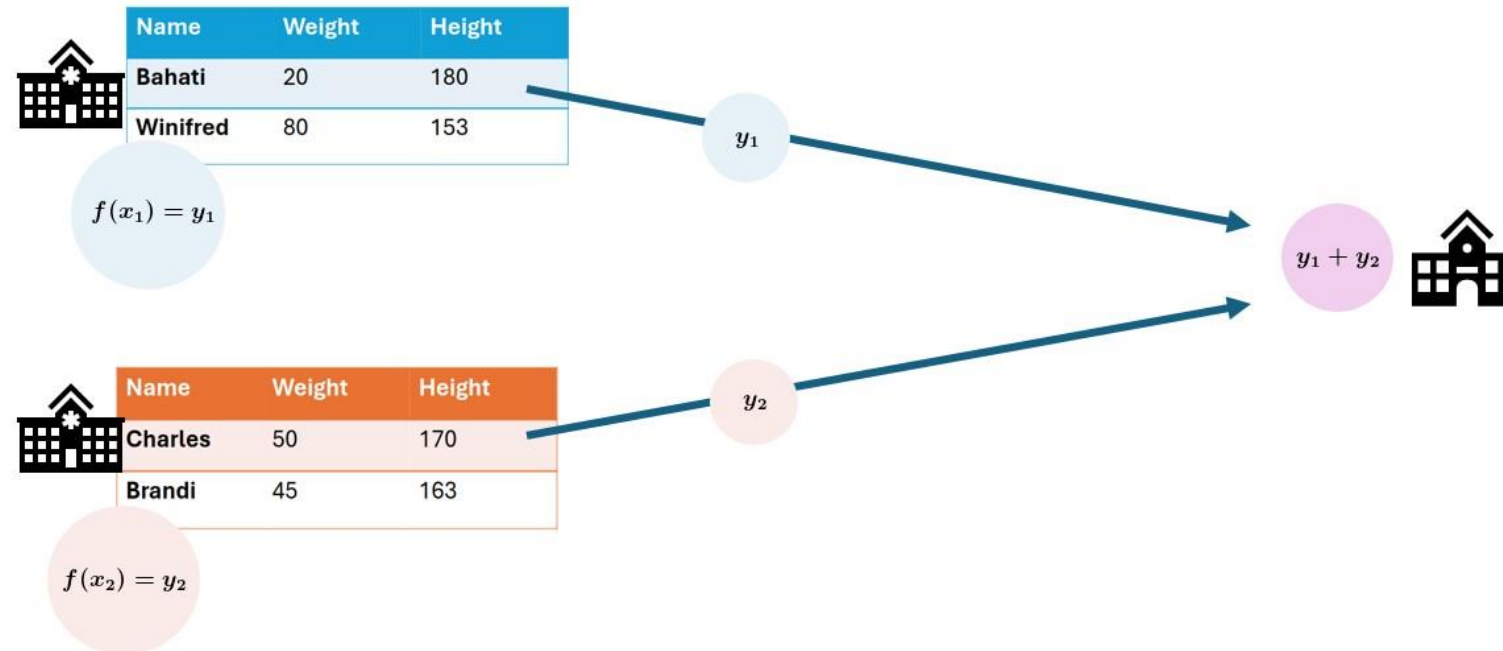 Name Weight Height
Bahati 20 180
Winifred 80 153
f(x₁) = y₁
y₁
y₁ + y₂
Name Weight Height
Charles 50 170
Brandi 45 163
y₂
f(x₂) = y₂